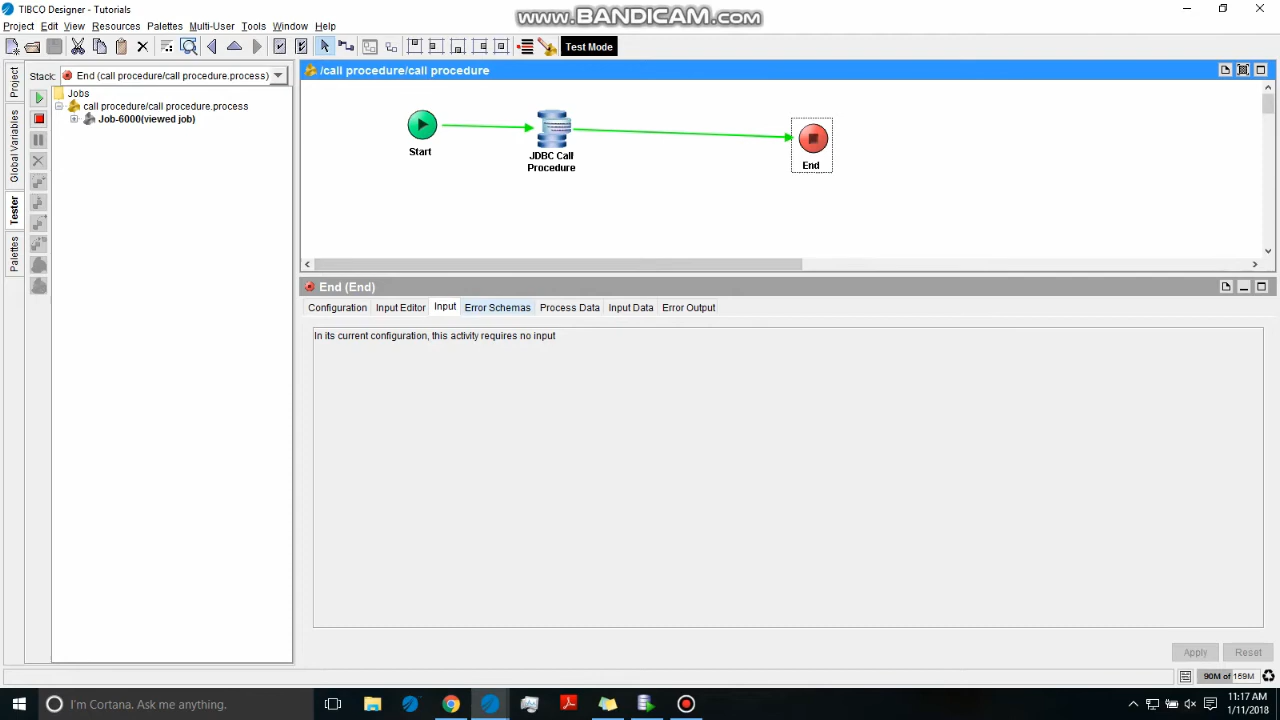 TIBCO Designer - Tutorials
WWW.BANDICAM.COM
Project Edit View Resources Palettes Multi-User Tools Window Help
Test Mode
Project
Global Variables
Tester
Palettes
Stack: End (call procedure/call procedure.process)
Jobs
call procedure/call procedure.process
Job-6000(viewed job)
/call procedure/call procedure
Start
JDBC Call
Procedure
End
End (End)
Configuration Input Editor Input Error Schemas Process Data Input Data Error Output
In its current configuration, this activity requires no input
Apply Reset
90M of 159M
I'm Cortana. Ask me anything.
11:17 AM
1/11/2018